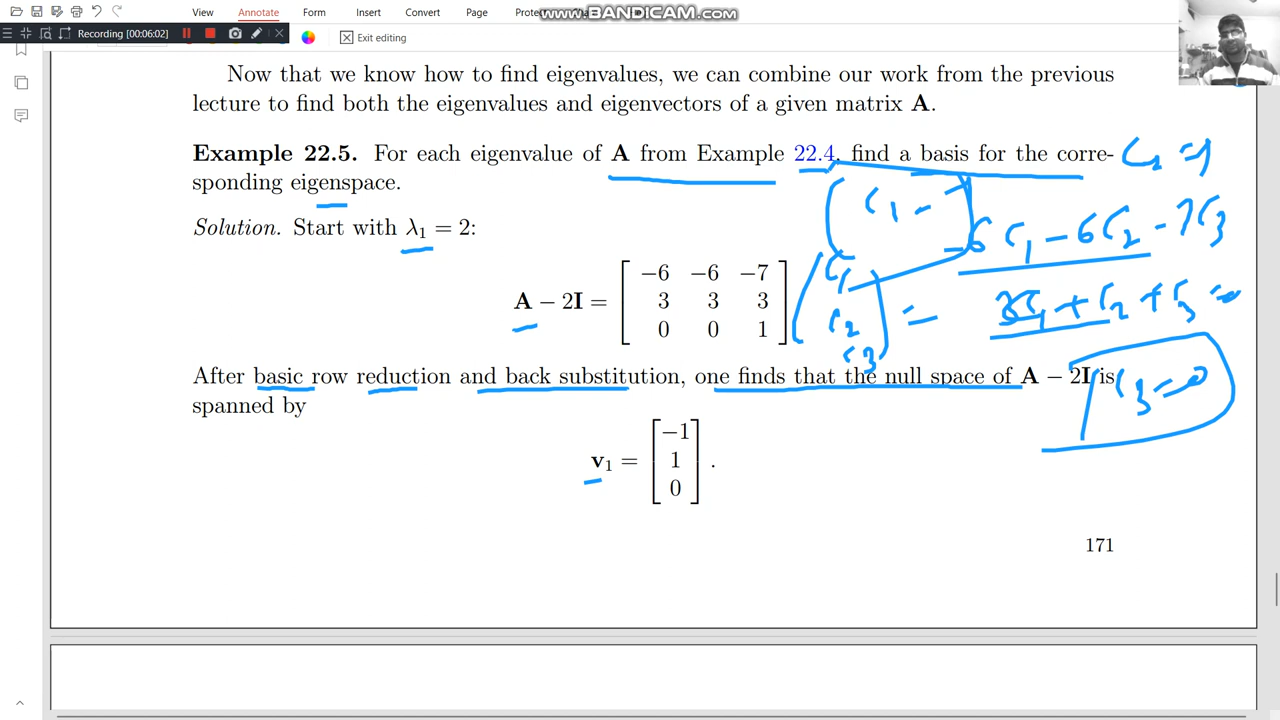 View Annotate Form Insert Convert Page
www.BANDICAM.com
Recording [00:06:02]
Exit editing
Now that we know how to find eigenvalues, we can combine our work from the previous
lecture to find both the eigenvalues and eigenvectors of a given matrix A.
Example 22.5. For each eigenvalue of A from Example 22.4, find a basis for the corre-
sponding eigenspace.
Solution. Start with λ1 = 2:
A − 2I =
−6 −6 −7
3 3 3
0 0 1
C1
C2
C3
=
-6C1 - 6C2 - 7C3
3C1 + C2 + C3 = 0
C3 = 0
After basic row reduction and back substitution, one finds that the null space of A − 2I is
spanned by
v1 =
−1
1
0
.
171